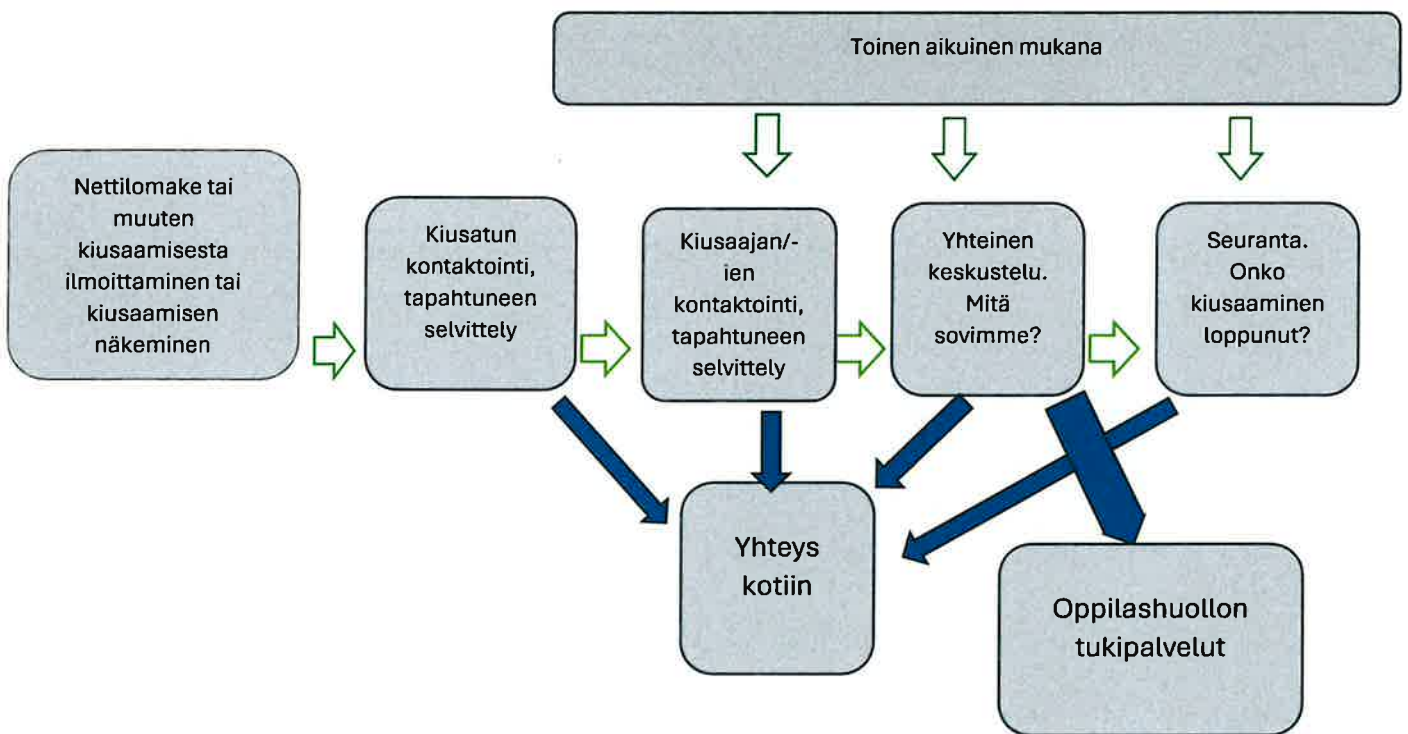 Toinen aikuinen mukana
Nettilomake tai
muuten
kiusaamisesta
ilmoittaminen tai
kiusaamisen
näkeminen
Kiusatun
kontaktointi,
tapahtuneen
selvittely
Kiusaajan/-
ien
kontaktointi,
tapahtuneen
selvittely
Yhteinen
keskustelu.
Mitä
sovimme?
Seuranta.
Onko
kiusaaminen
loppunut?
Yhteys
kotiin
Oppilashuollon
tukipalvelut